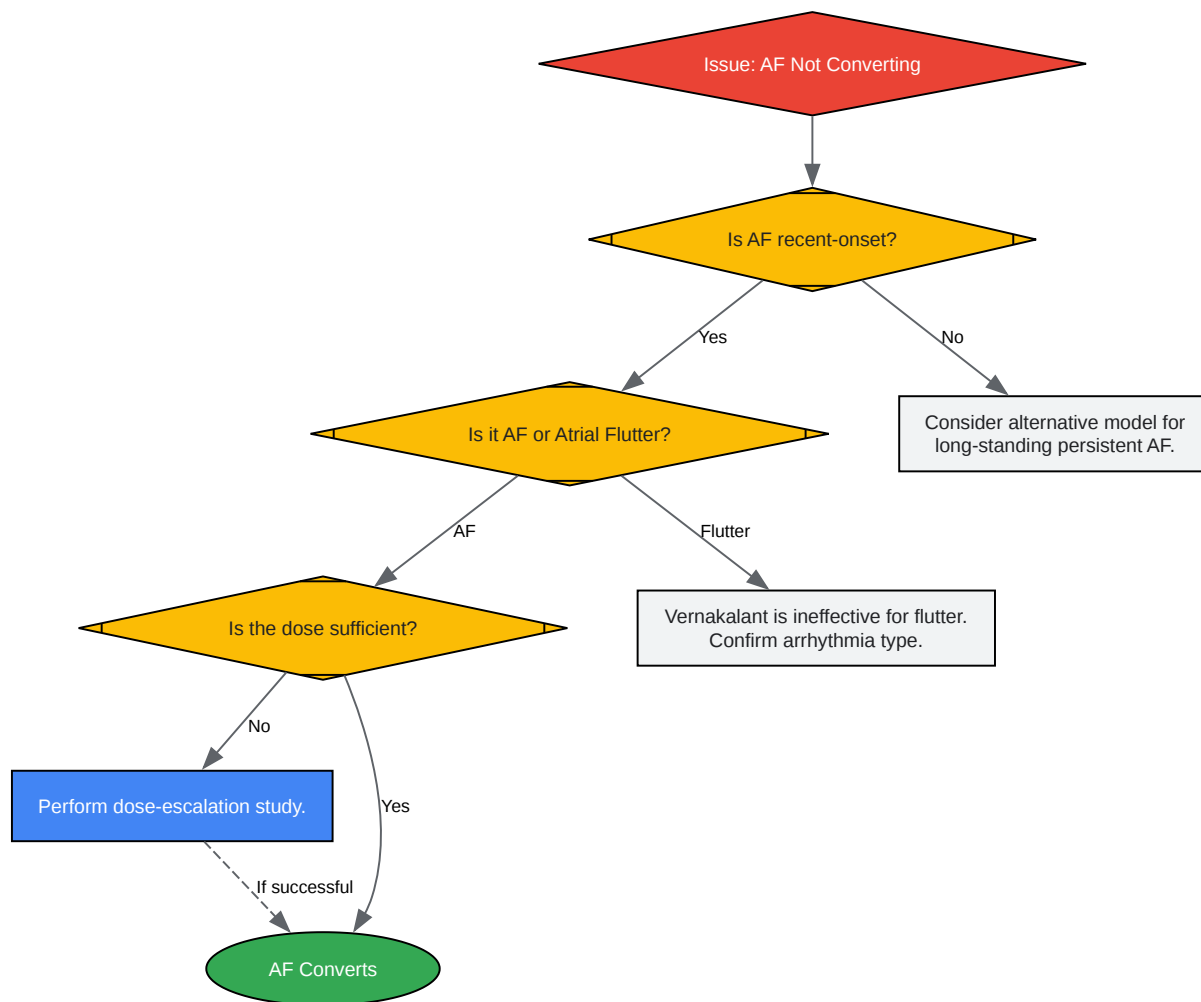 Issue: AF Not Converting
Is AF recent-onset?
Yes
No
Is it AF or Atrial Flutter?
Consider alternative model for
long-standing persistent AF.
AF
Flutter
Is the dose sufficient?
Vernakalant is ineffective for flutter.
Confirm arrhythmia type.
No
Perform dose-escalation study.
Yes
If successful
AF Converts